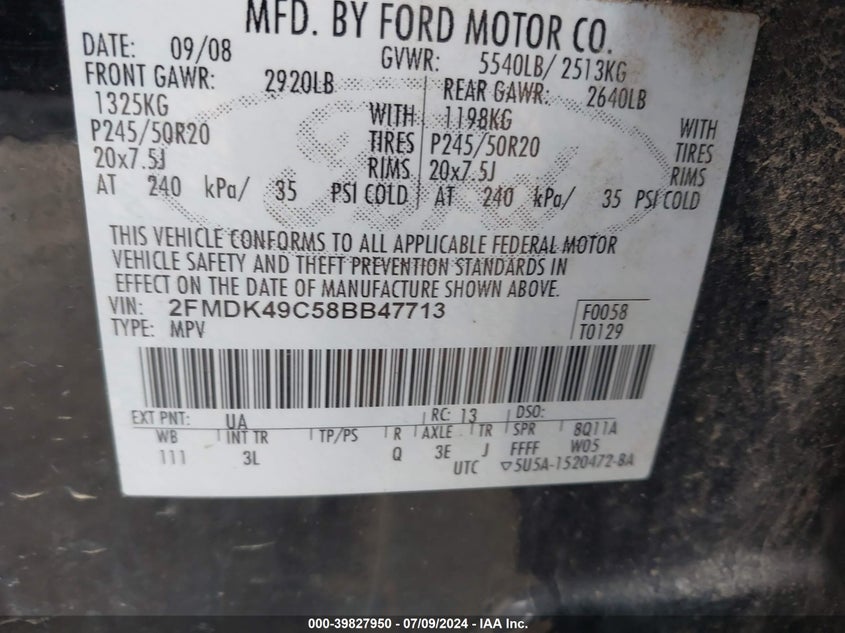 MFD. BY FORD MOTOR CO.
DATE: 09/08 GVWR: 5540LB/ 2513KG
FRONT GAWR: 2920LB REAR GAWR: 2640LB
1325KG WITH 1198KG WITH
P245/50R20 TIRES P245/50R20 TIRES
20x7.5J RIMS 20x7.5J RIMS
AT 240 kPa/ 35 PSI COLD AT 240 kPa/ 35 PSI COLD
THIS VEHICLE CONFORMS TO ALL APPLICABLE FEDERAL MOTOR
VEHICLE SAFETY AND THEFT PREVENTION STANDARDS IN
EFFECT ON THE DATE OF MANUFACTURE SHOWN ABOVE.
VIN: 2FMDK49C58BB47713 F0058
TYPE: MPV T0129
EXT PNT: UA RC: 13 DSO:
WB INT TR TP/PS R AXLE TR SPR 8Q11A
111 3L Q 3E J FFFF W05
UTC ▽5U5A-1520472-BA
000-39827950 - 07/09/2024 - IAA Inc.